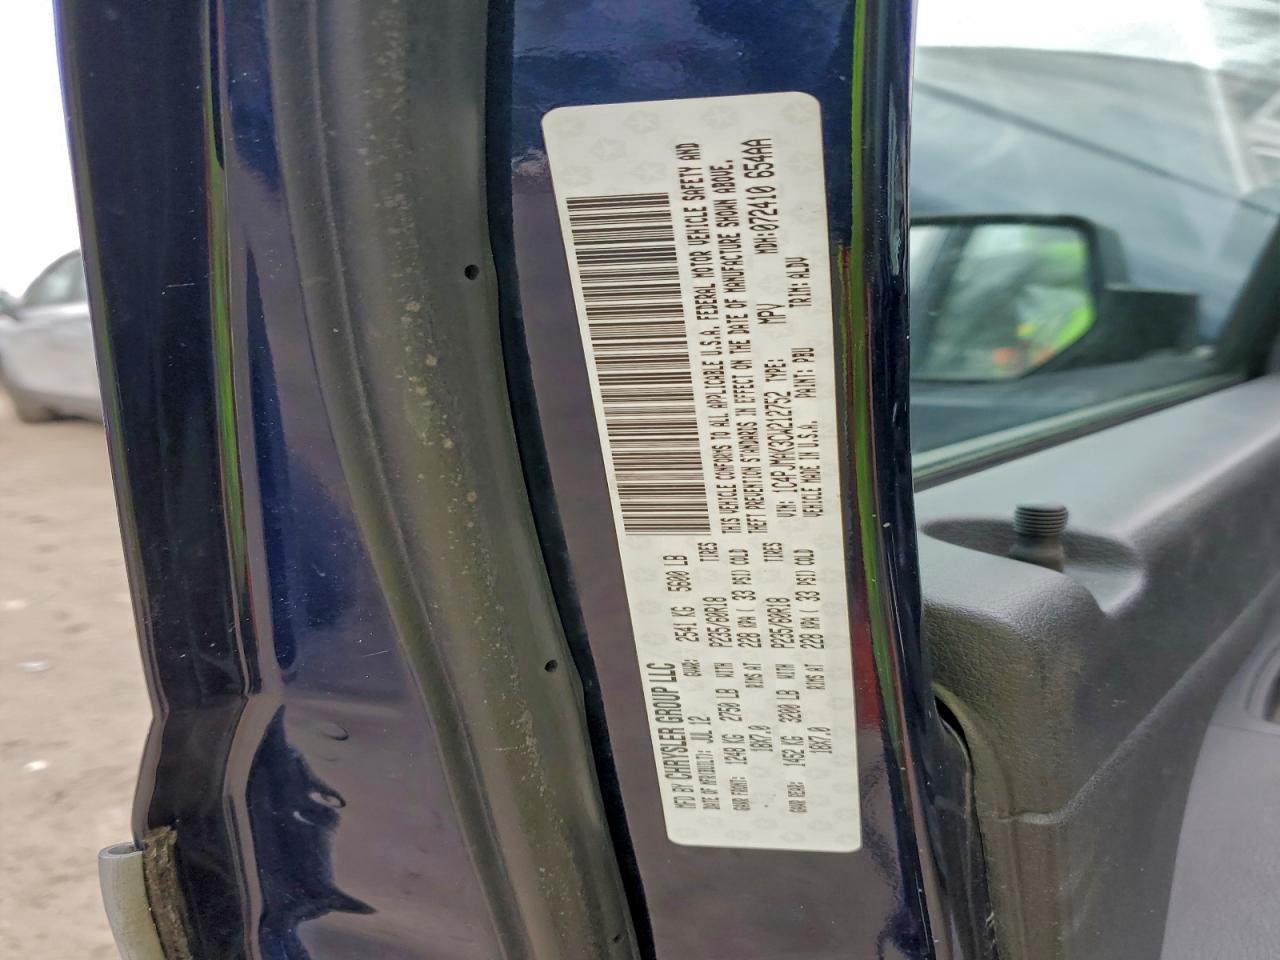 MFD BY CHRYSLER GROUP LLC
DATE OF MFR(BUILT): JUL 12 GVWR: 2541 KG 5600 LB
GAWR FRONT: 1248 KG 2750 LB WITH P235/60R18 TIRES
18X7.0 RIMS AT 228 KPA ( 33 PSI) COLD
GAWR REAR: 1452 KG 3200 LB WITH P235/60R18 TIRES
18X7.0 RIMS AT 228 KPA ( 33 PSI) COLD
THIS VEHICLE CONFORMS TO ALL APPLICABLE U.S.A. FEDERAL MOTOR VEHICLE SAFETY AND
THEFT PREVENTION STANDARDS IN EFFECT ON THE DATE OF MANUFACTURE SHOWN ABOVE.
VIN: 1C4PJMAK3CW212752 TYPE: MPV MDH:072410 654AA
VEHICLE MADE IN U.S.A. PAINT: PBU TRIM: ALDV